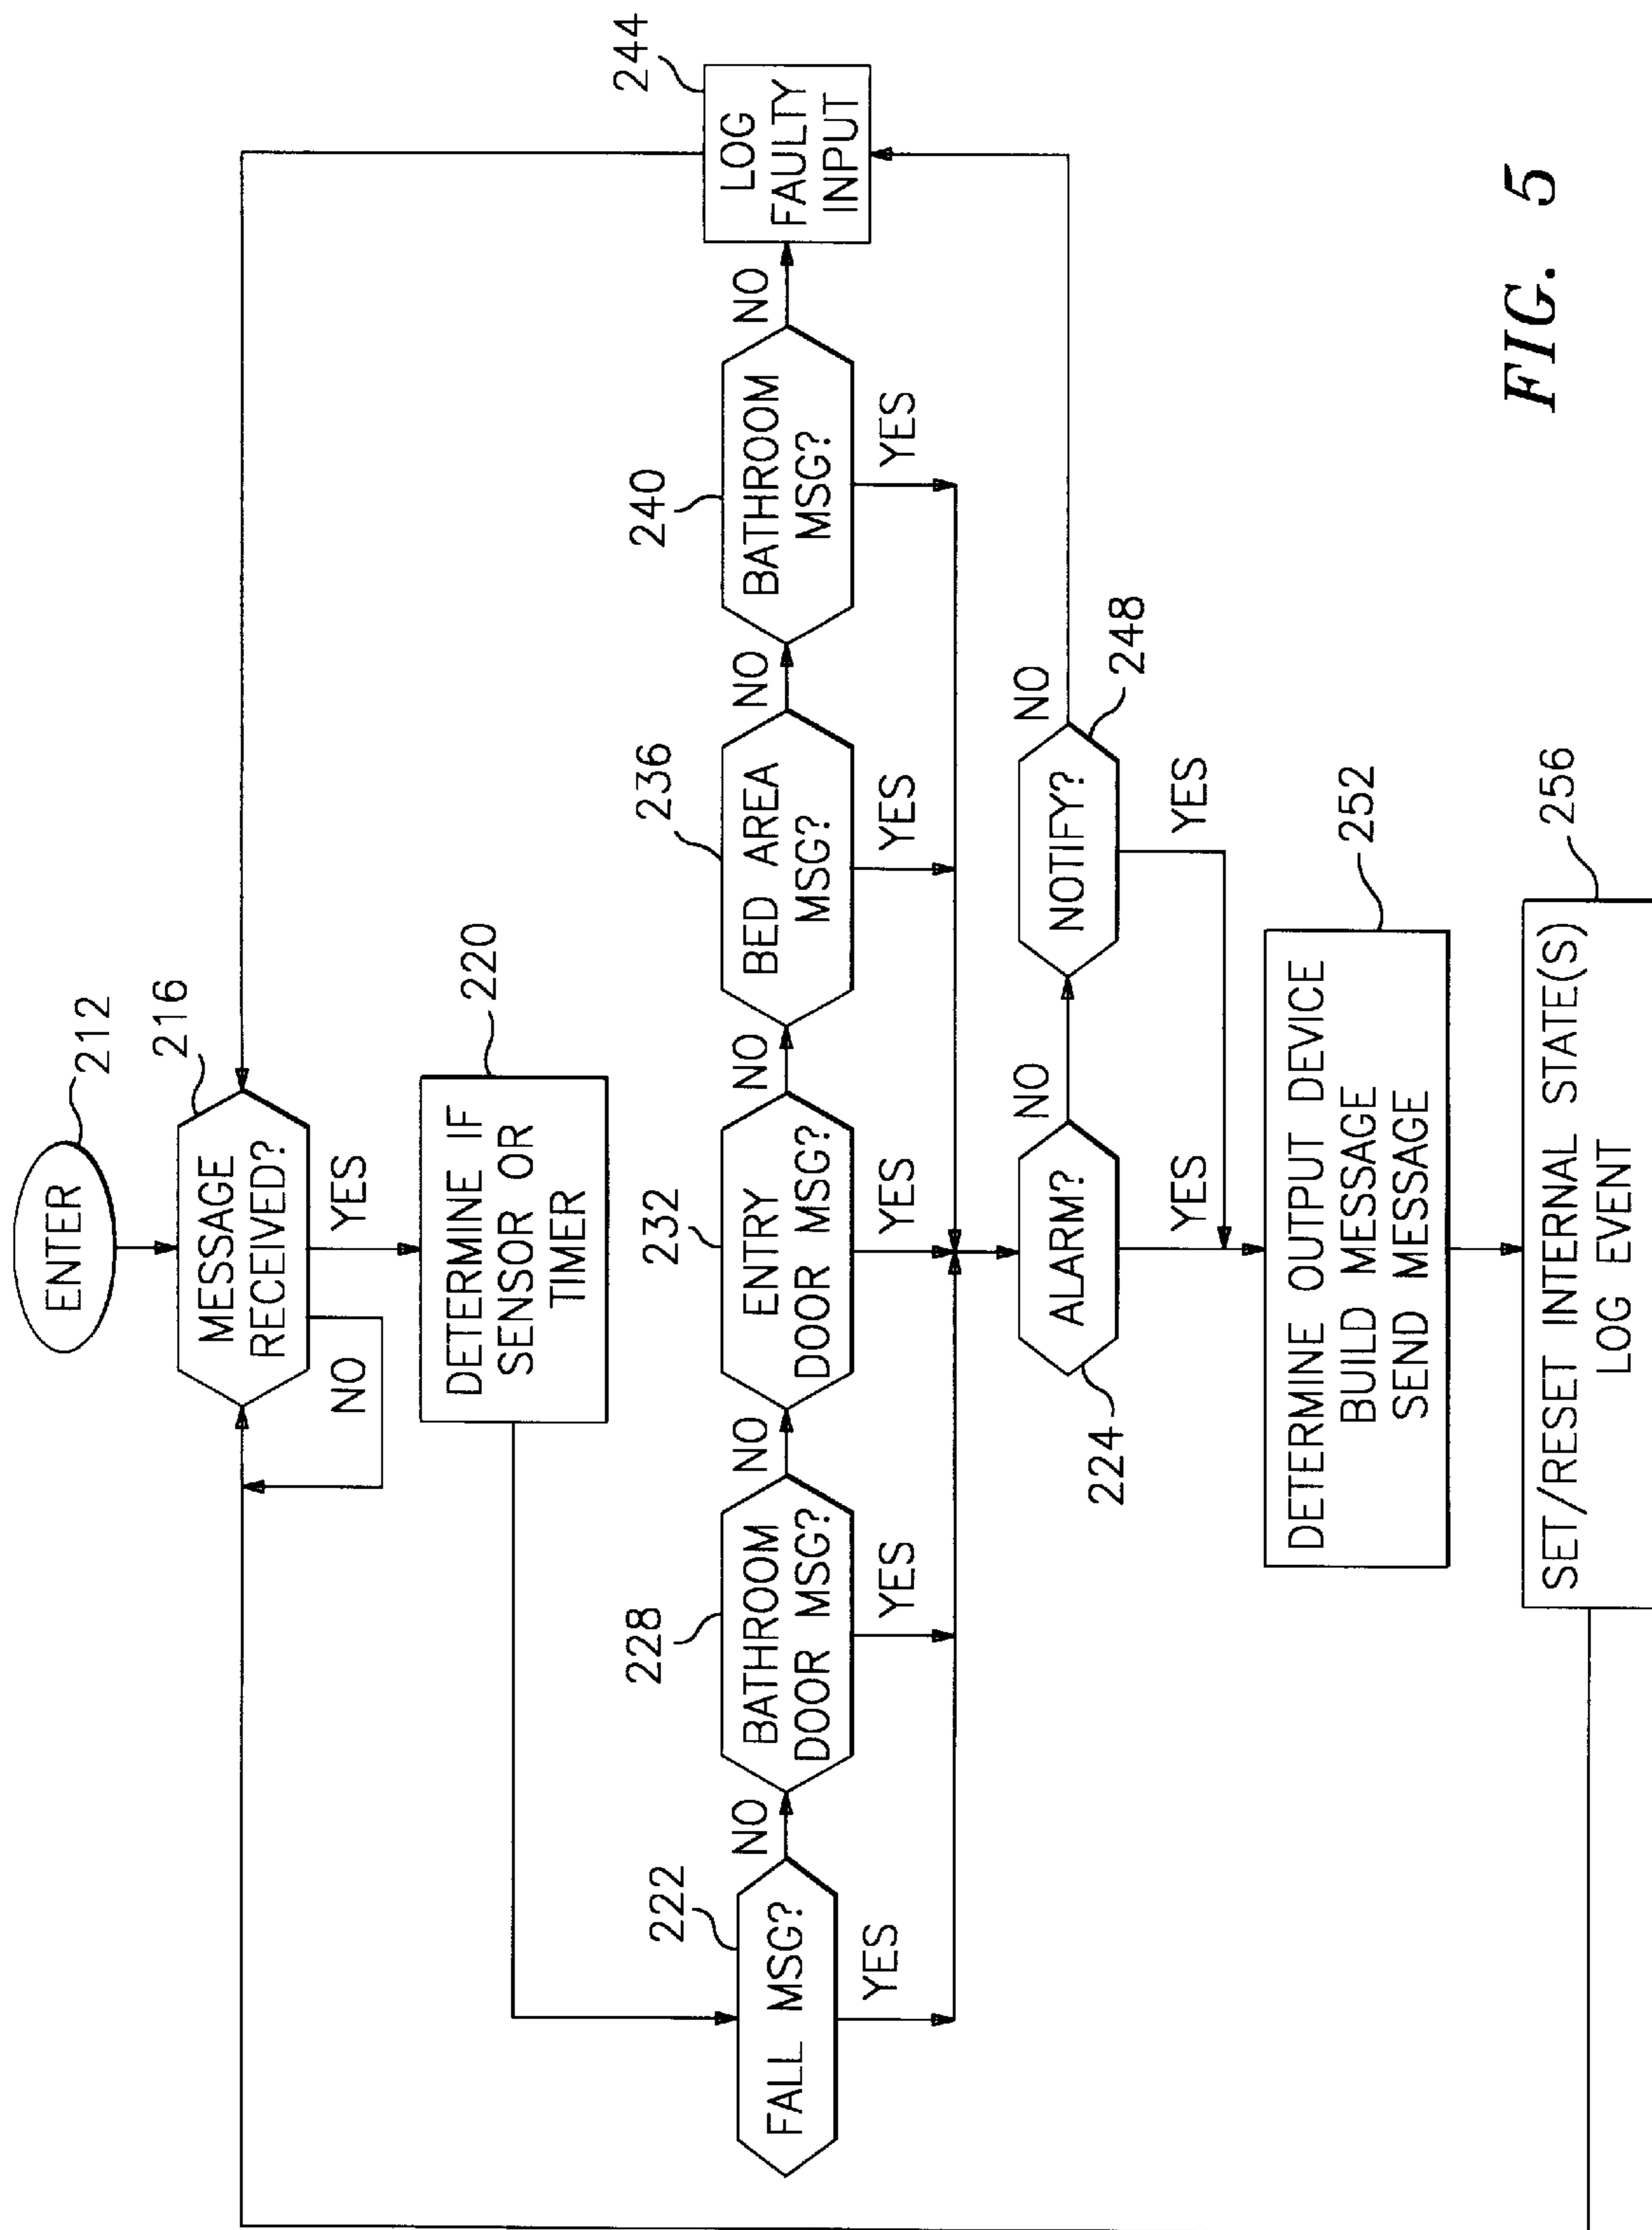 ENTER
212
MESSAGE
RECEIVED?
216
NO
YES
DETERMINE IF
SENSOR OR
TIMER
220
FALL MSG?
222
NO
YES
BATHROOM
DOOR MSG?
228
NO
YES
ENTRY
DOOR MSG?
232
NO
YES
BED AREA
MSG?
236
NO
YES
BATHROOM
MSG?
240
NO
YES
LOG
FAULTY
INPUT
244
ALARM?
224
NO
YES
NOTIFY?
248
NO
YES
DETERMINE OUTPUT DEVICE
BUILD MESSAGE
SEND MESSAGE
252
SET/RESET INTERNAL STATE(S)
LOG EVENT
256
FIG. 5